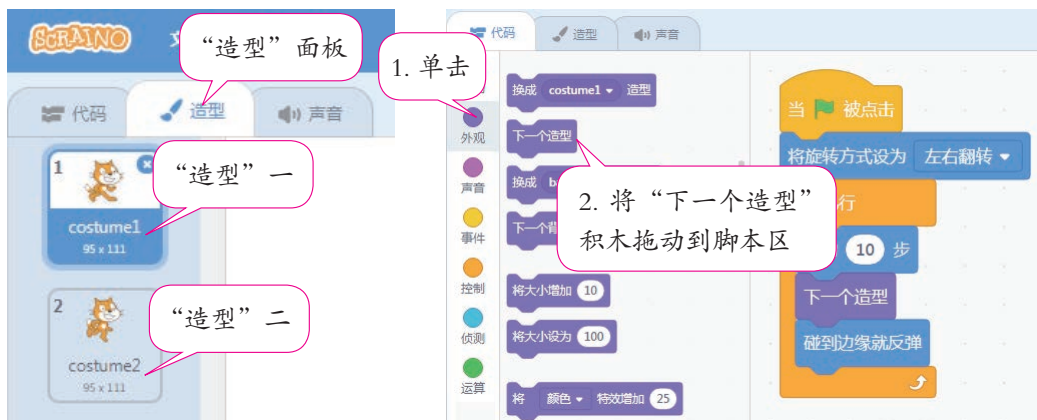 SCRAINO
“造型”面板
代码
造型
声音
1
costume1
95 x 111
“造型”一
2
costume2
95 x 111
“造型”二
代码
造型
声音
1. 单击
外观
声音
事件
控制
侦测
运算
换成 costume1 造型
下一个造型
换成
下一个
将大小增加 10
将大小设为 100
将 颜色 特效增加 25
2. 将“下一个造型”
积木拖动到脚本区
当 被点击
将旋转方式设为 左右翻转
行
10 步
下一个造型
碰到边缘就反弹